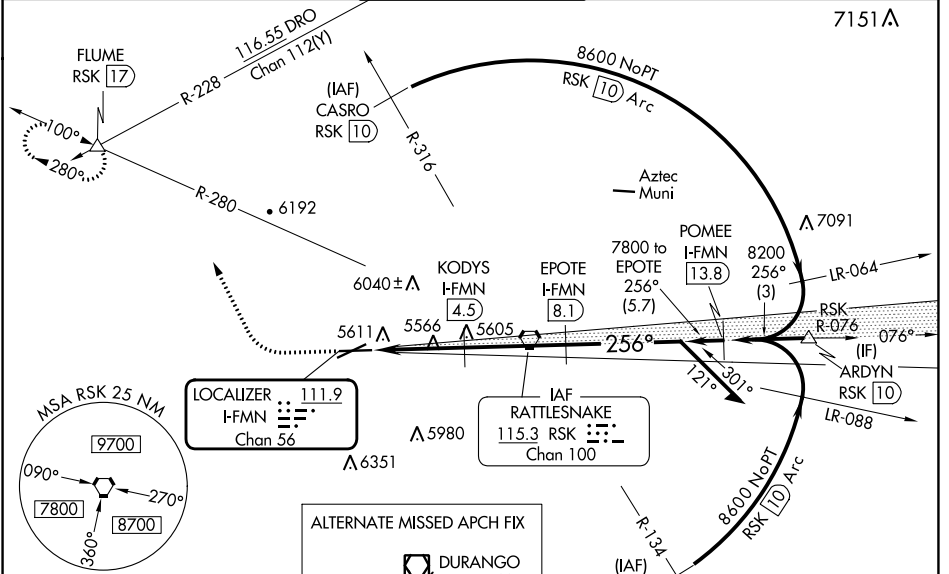 7151
116.55 DRO
Chan 112(Y)
R-228
FLUME
RSK 17
100°
280°
R-280
(IAF)
CASRO
RSK 10
R-316
8600 NoPT
RSK 10 Arc
Aztec
Muni
6192
7091
6040±
KODYS
I-FMN
4.5
EPOTE
I-FMN
8.1
7800 to
EPOTE
256°
(5.7)
POMEE
I-FMN
13.8
8200
256°
(3)
LR-064
RSK
R-076
076°
5611
5566
5605
256°
(IF)
ARDYN
RSK 10
301°
121°
LR-088
LOCALIZER 111.9
I-FMN
Chan 56
IAF
RATTLESNAKE
115.3 RSK
Chan 100
5980
6351
MSA RSK 25 NM
9700
090°
270°
7800
8700
360°
8600 NoPT
RSK 10 Arc
R-134
(IAF)
ALTERNATE MISSED APCH FIX
DURANGO